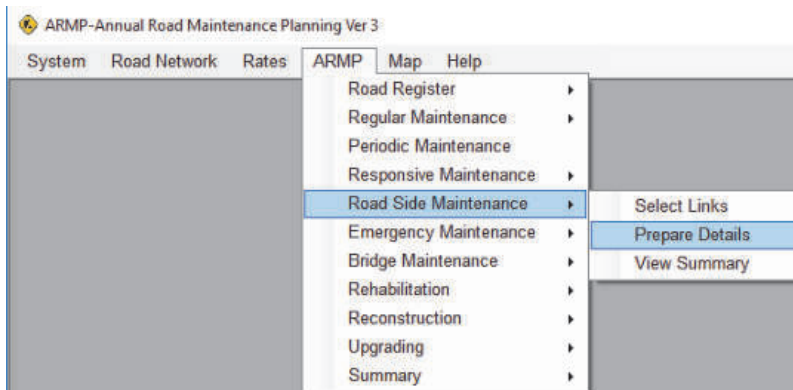 ARMP-Annual Road Maintenance Planning Ver 3
System Road Network Rates ARMP Map Help
Road Register
Regular Maintenance
Periodic Maintenance
Responsive Maintenance
Road Side Maintenance
Select Links
Emergency Maintenance
Prepare Details
Bridge Maintenance
View Summary
Rehabilitation
Reconstruction
Upgrading
Summary